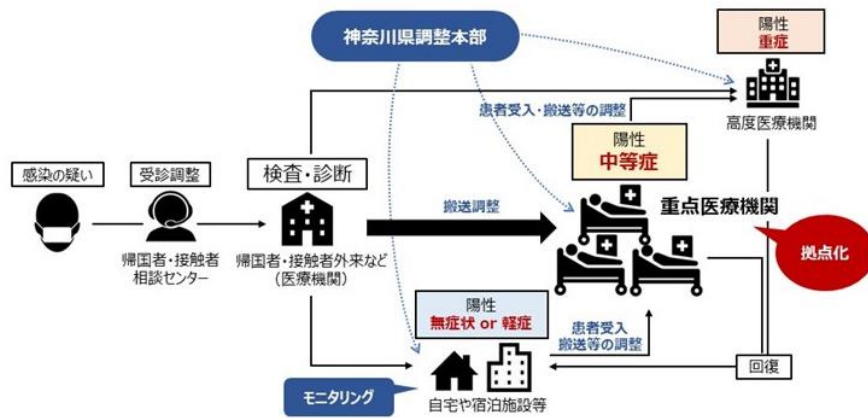 神奈川県調整本部
陽性
重症
高度医療機関
患者受入・搬送等の調整
陽性
中等症
感染の疑い
受診調整
検査・診断
搬送調整
重点医療機関
拠点化
帰国者・接触者
相談センター
帰国者・接触者外来など
(医療機関)
陽性
無症状 or 軽症
患者受入
搬送等の調整
回復
モニタリング
自宅や宿泊施設等